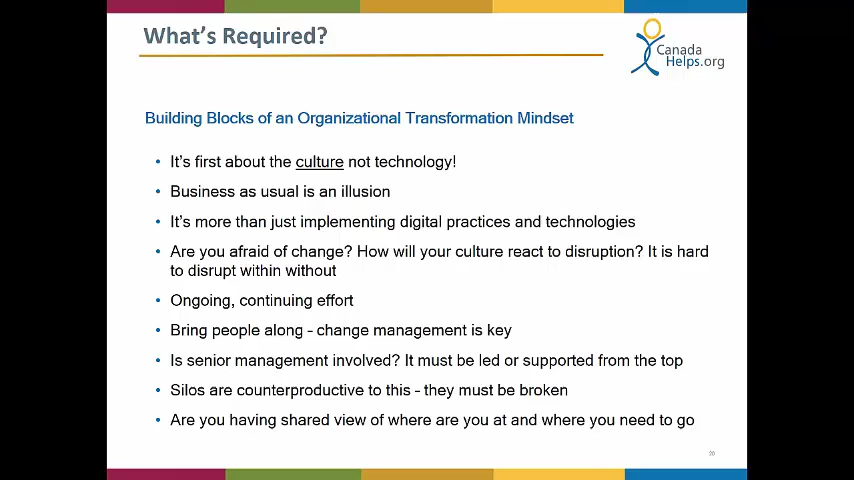 What's Required?
Canada
Helps.org
Building Blocks of an Organizational Transformation Mindset
• It's first about the culture not technology!
• Business as usual is an illusion
• It's more than just implementing digital practices and technologies
• Are you afraid of change? How will your culture react to disruption? It is hard
to disrupt within without
• Ongoing, continuing effort
• Bring people along - change management is key
• Is senior management involved? It must be led or supported from the top
• Silos are counterproductive to this - they must be broken
• Are you having shared view of where are you at and where you need to go
20